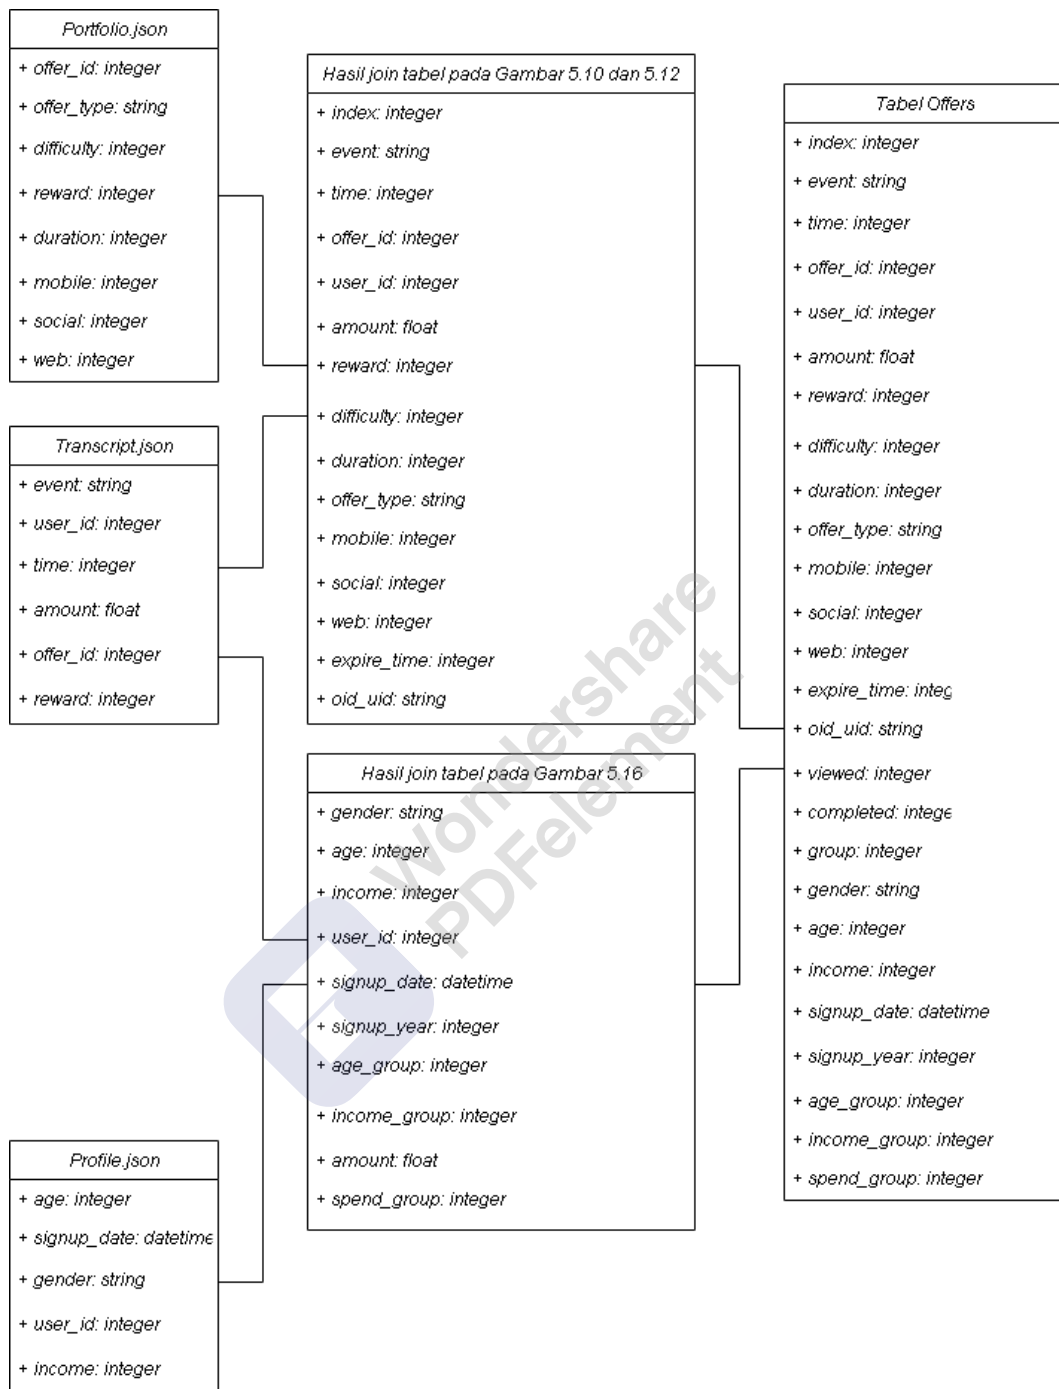 Portfolio.json
+ offer_id: integer
+ offer_type: string
+ difficulty: integer
+ reward: integer
+ duration: integer
+ mobile: integer
+ social: integer
+ web: integer
Transcript.json
+ event: string
+ user_id: integer
+ time: integer
+ amount: float
+ offer_id: integer
+ reward: integer
Profile.json
+ age: integer
+ signup_date: datetime
+ gender: string
+ user_id: integer
+ income: integer
Hasil join tabel pada Gambar 5.10 dan 5.12
+ index: integer
+ event: string
+ time: integer
+ offer_id: integer
+ user_id: integer
+ amount: float
+ reward: integer
+ difficulty: integer
+ duration: integer
+ offer_type: string
+ mobile: integer
+ social: integer
+ web: integer
+ expire_time: integer
+ oid_uid: string
Hasil join tabel pada Gambar 5.16
+ gender: string
+ age: integer
+ income: integer
+ user_id: integer
+ signup_date: datetime
+ signup_year: integer
+ age_group: integer
+ income_group: integer
+ amount: float
+ spend_group: integer
Tabel Offers
+ index: integer
+ event: string
+ time: integer
+ offer_id: integer
+ user_id: integer
+ amount: float
+ reward: integer
+ difficulty: integer
+ duration: integer
+ offer_type: string
+ mobile: integer
+ social: integer
+ web: integer
+ expire_time: integ
+ oid_uid: string
+ viewed: integer
+ completed: intege
+ group: integer
+ gender: string
+ age: integer
+ income: integer
+ signup_date: datetime
+ signup_year: integer
+ age_group: integer
+ income_group: integer
+ spend_group: integer
Wondershare
PDFelement